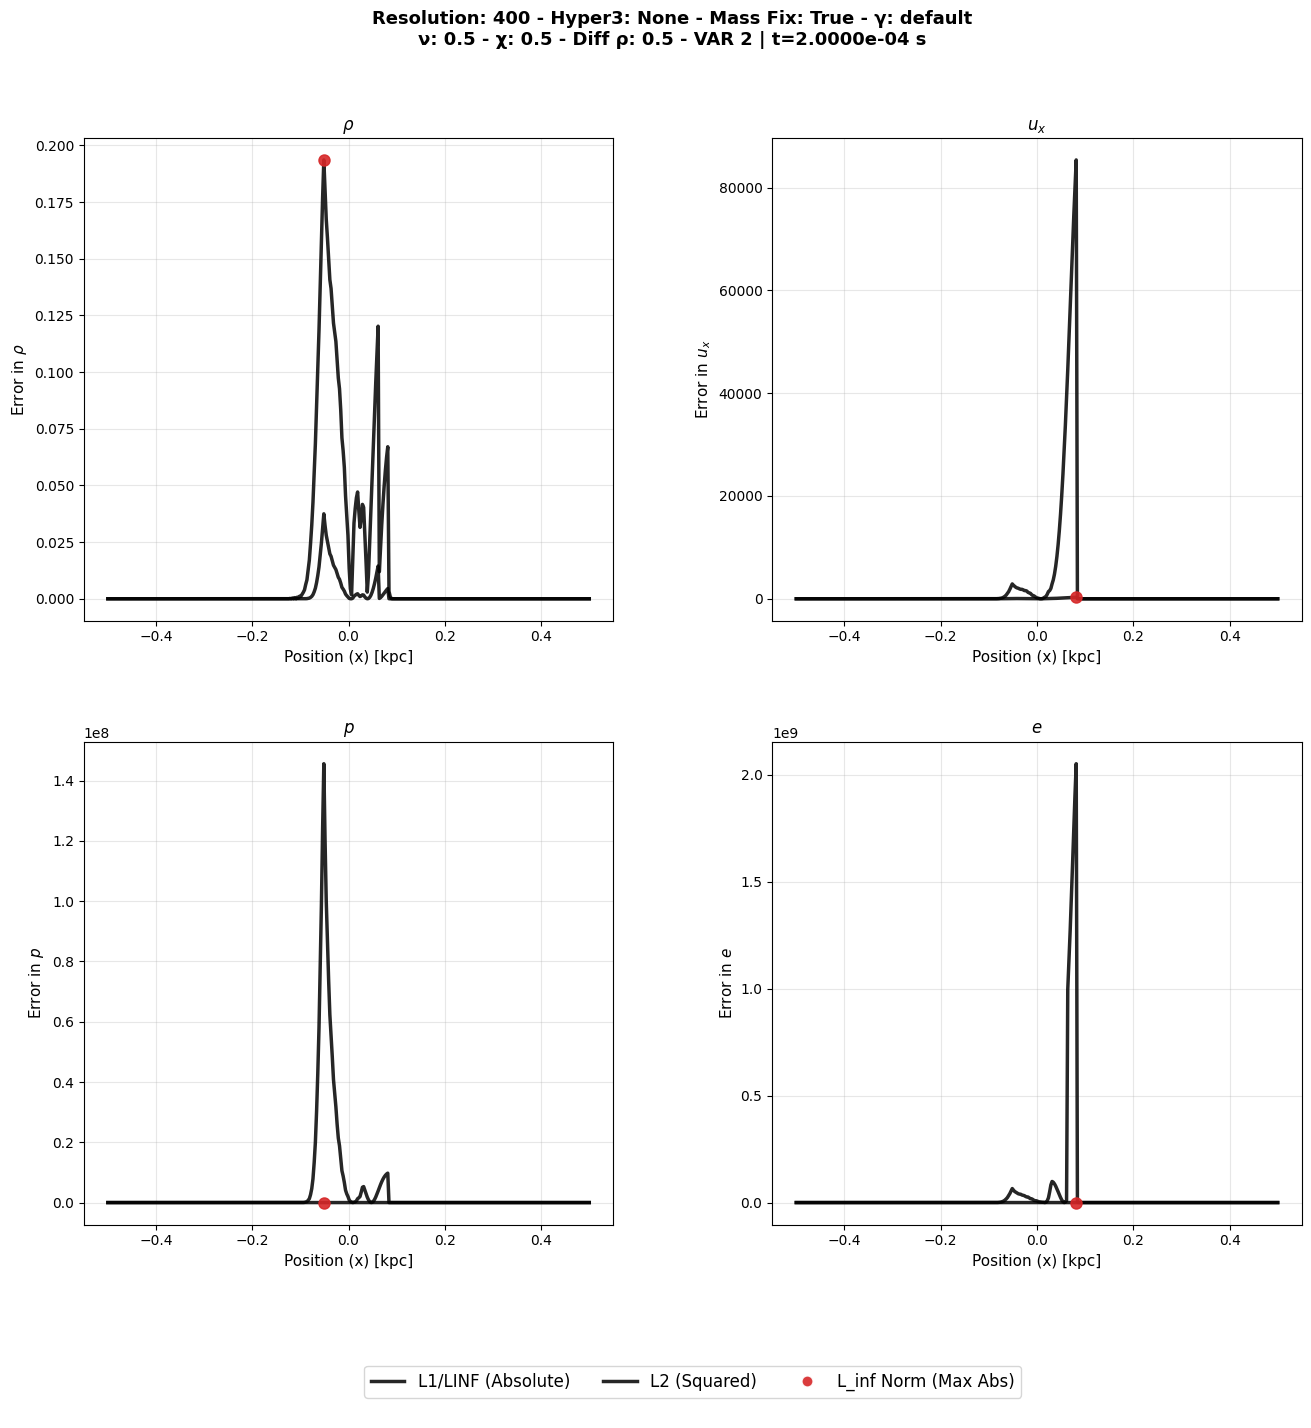 Resolution: 400 - Hyper3: None - Mass Fix: True - γ: default
ν: 0.5 - χ: 0.5 - Diff ρ: 0.5 - VAR 2 | t=2.0000e-04 s
ρ
Error in ρ
0.200
0.175
0.150
0.125
0.100
0.075
0.050
0.025
0.000
−0.4 −0.2 0.0 0.2 0.4
Position (x) [kpc]
u_x
Error in u_x
80000
60000
40000
20000
0
−0.4 −0.2 0.0 0.2 0.4
Position (x) [kpc]
p
1e8
Error in p
1.4
1.2
1.0
0.8
0.6
0.4
0.2
0.0
−0.4 −0.2 0.0 0.2 0.4
Position (x) [kpc]
e
1e9
Error in e
2.0
1.5
1.0
0.5
0.0
−0.4 −0.2 0.0 0.2 0.4
Position (x) [kpc]
L1/LINF (Absolute) L2 (Squared) L_inf Norm (Max Abs)